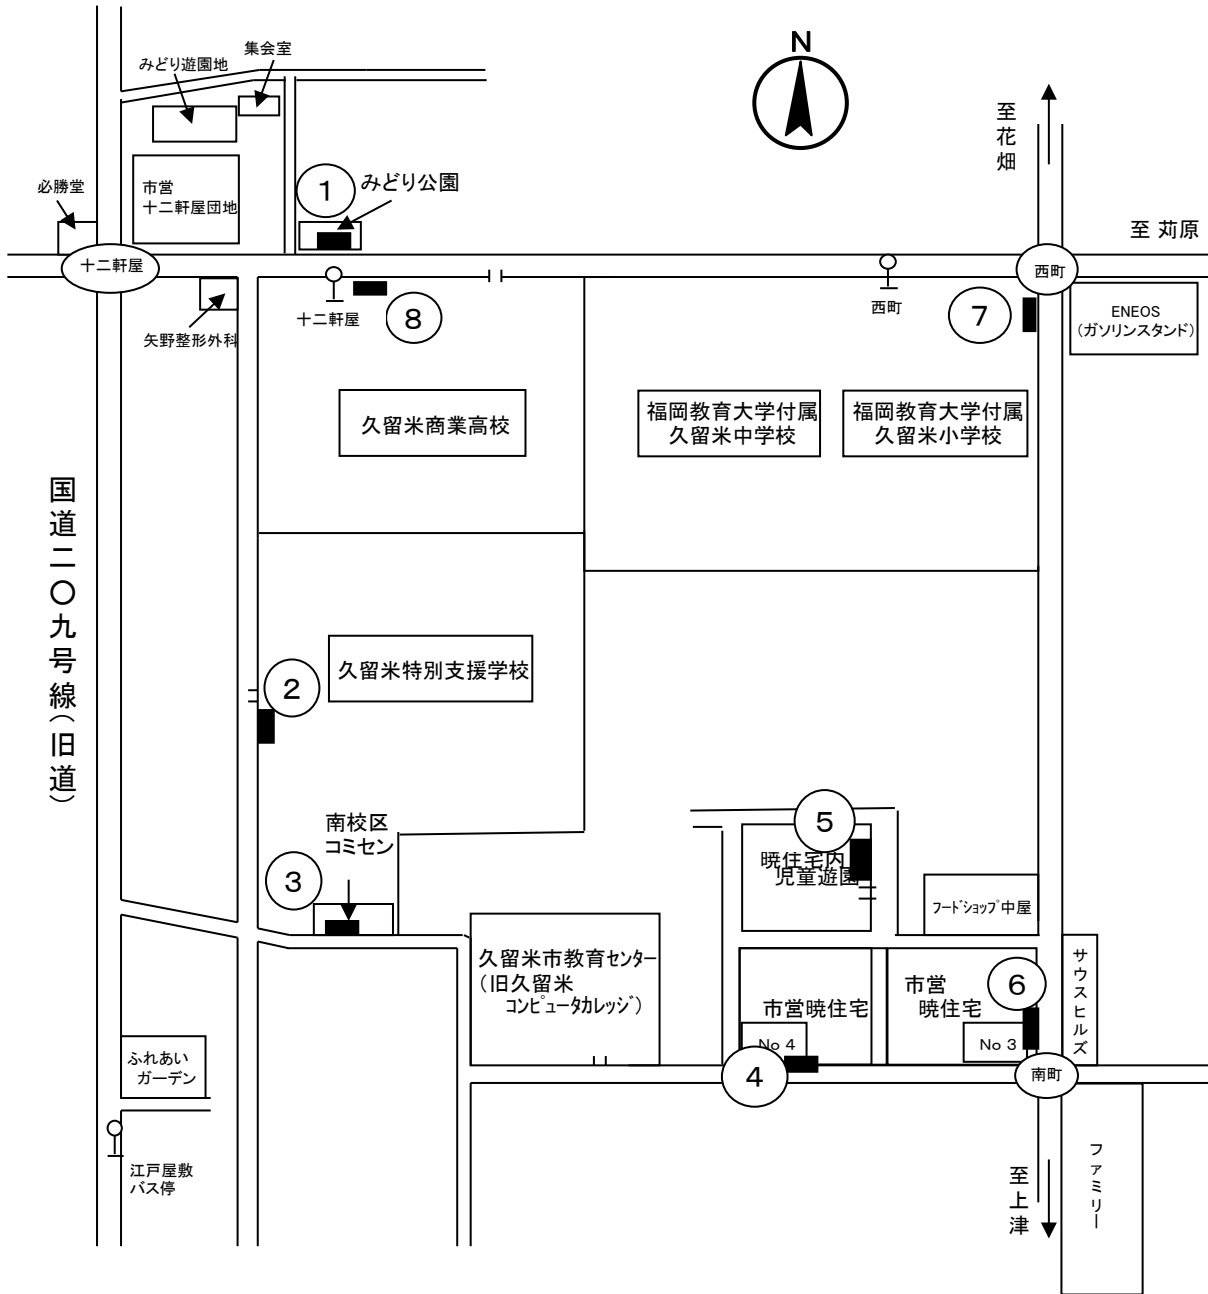 N
集会室
みどり遊園地
至花畑
必勝堂
市営
十二軒屋団地
1
みどり公園
至 苅原
十二軒屋
西町
矢野整形外科
十二軒屋
8
西町
7
ENEOS
(ガソリンスタンド)
久留米商業高校
福岡教育大学付属
久留米中学校
福岡教育大学付属
久留米小学校
国道二〇九号線(旧道)
久留米特別支援学校
2
南校区
コミセン
3
5
暁住宅内
児童遊園
フードショップ中屋
久留米市教育センター
(旧久留米
コンピュータカレッジ)
市営暁住宅
No 4
4
市営
暁住宅
6
No 3
サウスヒルズ
南町
ふれあい
ガーデン
江戸屋敷
バス停
至上津
ファミリー